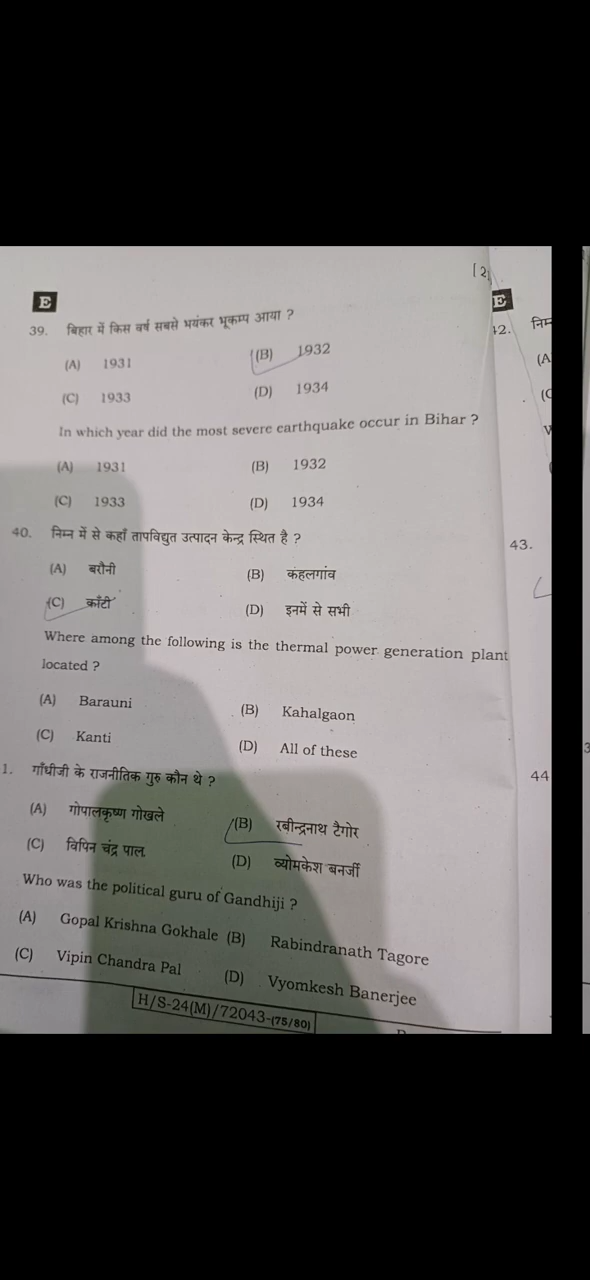 [2
E
39. बिहार में किस वर्ष सबसे भयंकर भूकम्प आया ?
(A) 1931 (B) 1932
(C) 1933 (D) 1934
In which year did the most severe earthquake occur in Bihar ?
(A) 1931 (B) 1932
(C) 1933 (D) 1934
40. निम्न में से कहाँ तापविद्युत उत्पादन केन्द्र स्थित है ?
(A) बरौनी (B) कहलगांव
(C) काँटी (D) इनमें से सभी
Where among the following is the thermal power generation plant
located ?
(A) Barauni (B) Kahalgaon
(C) Kanti (D) All of these
1. गाँधीजी के राजनीतिक गुरु कौन थे ?
(A) गोपालकृष्ण गोखले (B) रबीन्द्रनाथ टैगोर
(C) विपिन चंद्र पाल (D) व्योमकेश बनर्जी
Who was the political guru of Gandhiji ?
(A) Gopal Krishna Gokhale (B) Rabindranath Tagore
(C) Vipin Chandra Pal (D) Vyomkesh Banerjee
H/S-24(M)/72043-(75/80)
E
42. निम्न
(A
(C
43.
44
3